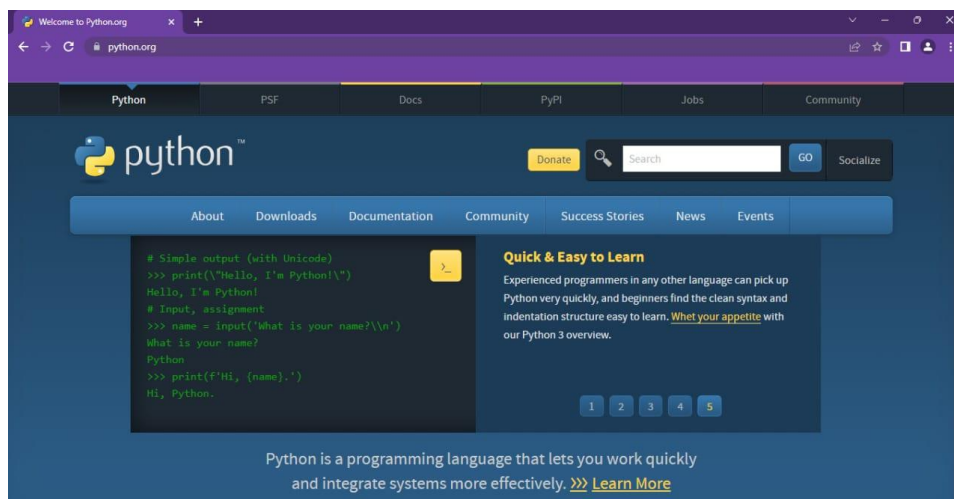 Welcome to Python.org
python.org
Python PSF Docs PyPI Jobs Community
python™
Donate Search GO Socialize
About Downloads Documentation Community Success Stories News Events
# Simple output (with Unicode)
>>> print(\"Hello, I'm Python!\")
Hello, I'm Python!
# Input, assignment
>>> name = input('What is your name?\\n')
What is your name?
Python
>>> print(f'Hi, {name}.')
Hi, Python.
>_
Quick & Easy to Learn
Experienced programmers in any other language can pick up
Python very quickly, and beginners find the clean syntax and
indentation structure easy to learn. Whet your appetite with
our Python 3 overview.
1 2 3 4 5
Python is a programming language that lets you work quickly
and integrate systems more effectively. >>> Learn More